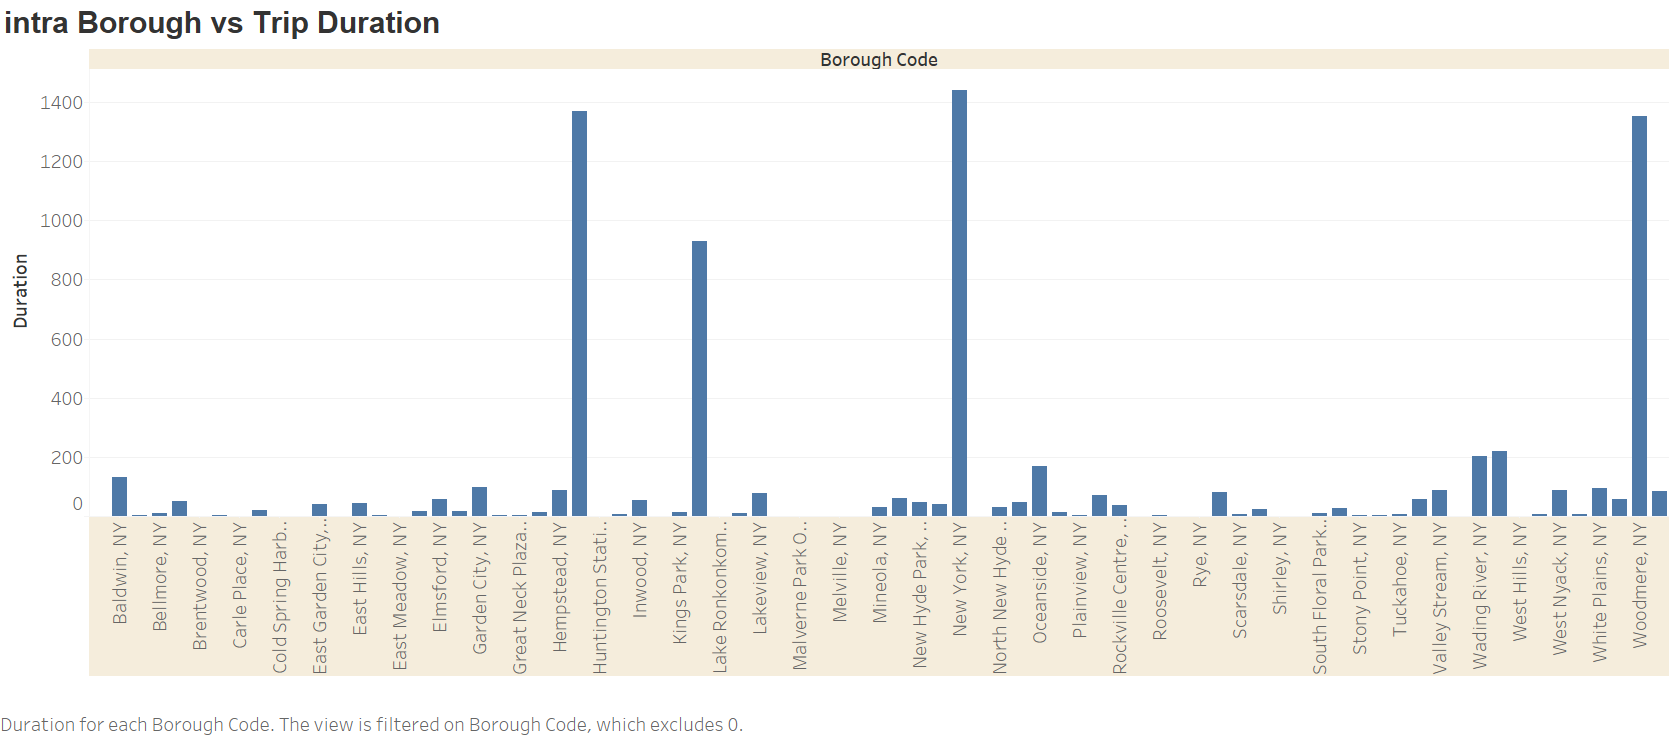 intra Borough vs Trip Duration
Borough Code
Duration
1400
1200
1000
800
600
400
200
0
Baldwin, NY
Bellmore, NY
Brentwood, NY
Carle Place, NY
Cold Spring Harb..
East Garden City,..
East Hills, NY
East Meadow, NY
Elmsford, NY
Garden City, NY
Great Neck Plaza..
Hempstead, NY
Huntington Stati..
Inwood, NY
Kings Park, NY
Lake Ronkonkom..
Lakeview, NY
Malverne Park O..
Melville, NY
Mineola, NY
New Hyde Park,..
New York, NY
North New Hyde ..
Oceanside, NY
Plainview, NY
Rockville Centre, ..
Roosevelt, NY
Rye, NY
Scarsdale, NY
Shirley, NY
South Floral Park..
Stony Point, NY
Tuckahoe, NY
Valley Stream, NY
Wading River, NY
West Hills, NY
West Nyack, NY
White Plains, NY
Woodmere, NY
Duration for each Borough Code. The view is filtered on Borough Code, which excludes 0.